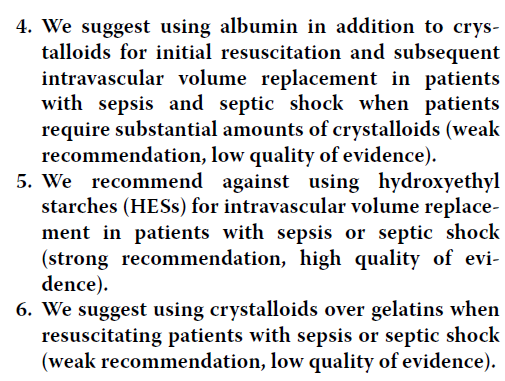 4. We suggest using albumin in addition to crys-
talloids for initial resuscitation and subsequent
intravascular volume replacement in patients
with sepsis and septic shock when patients
require substantial amounts of crystalloids (weak
recommendation, low quality of evidence).
5. We recommend against using hydroxyethyl
starches (HESs) for intravascular volume replace-
ment in patients with sepsis or septic shock
(strong recommendation, high quality of evi-
dence).
6. We suggest using crystalloids over gelatins when
resuscitating patients with sepsis or septic shock
(weak recommendation, low quality of evidence).